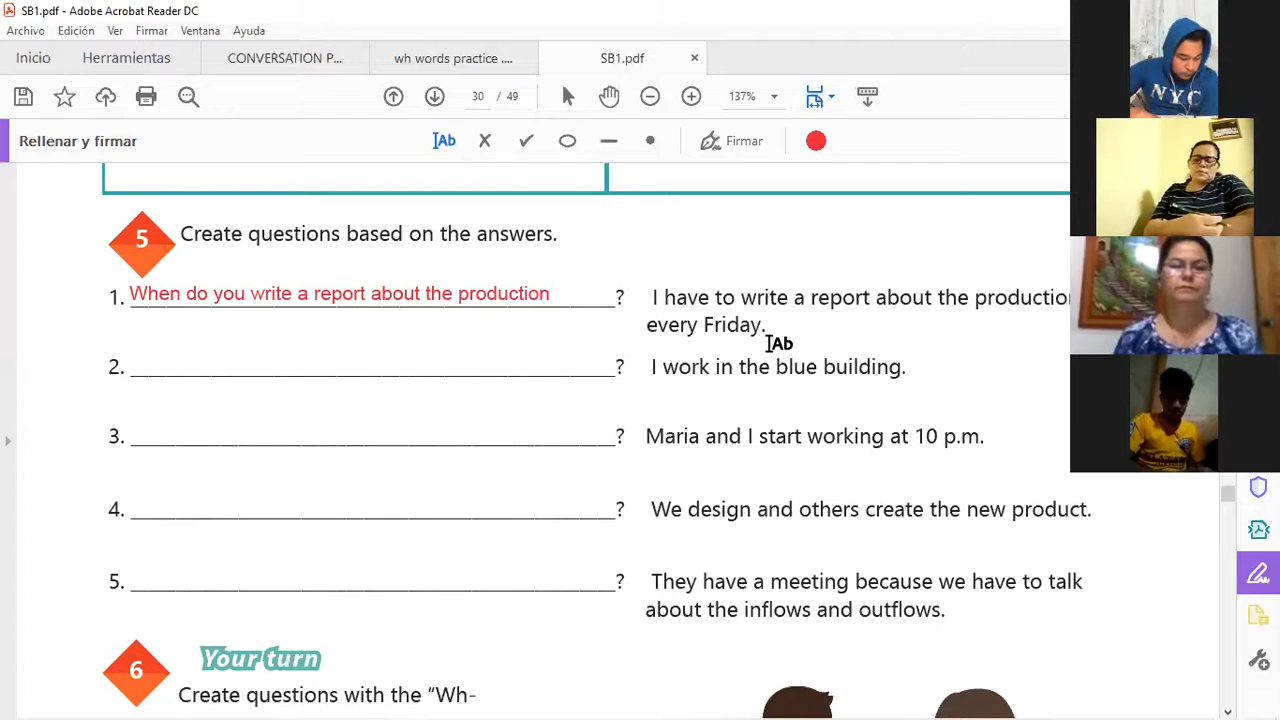 SB1.pdf - Adobe Acrobat Reader DC
Archivo Edición Ver Firmar Ventana Ayuda
Inicio Herramientas CONVERSATION P... wh words practice .... SB1.pdf ×
30 / 49 137%
Rellenar y firmar Ab Firmar
5 Create questions based on the answers.
1. When do you write a report about the production ? I have to write a report about the production
every Friday.
Ab
2. ? I work in the blue building.
3. ? Maria and I start working at 10 p.m.
4. ? We design and others create the new product.
5. ? They have a meeting because we have to talk
about the inflows and outflows.
6 Your turn
Create questions with the “Wh-
NYC